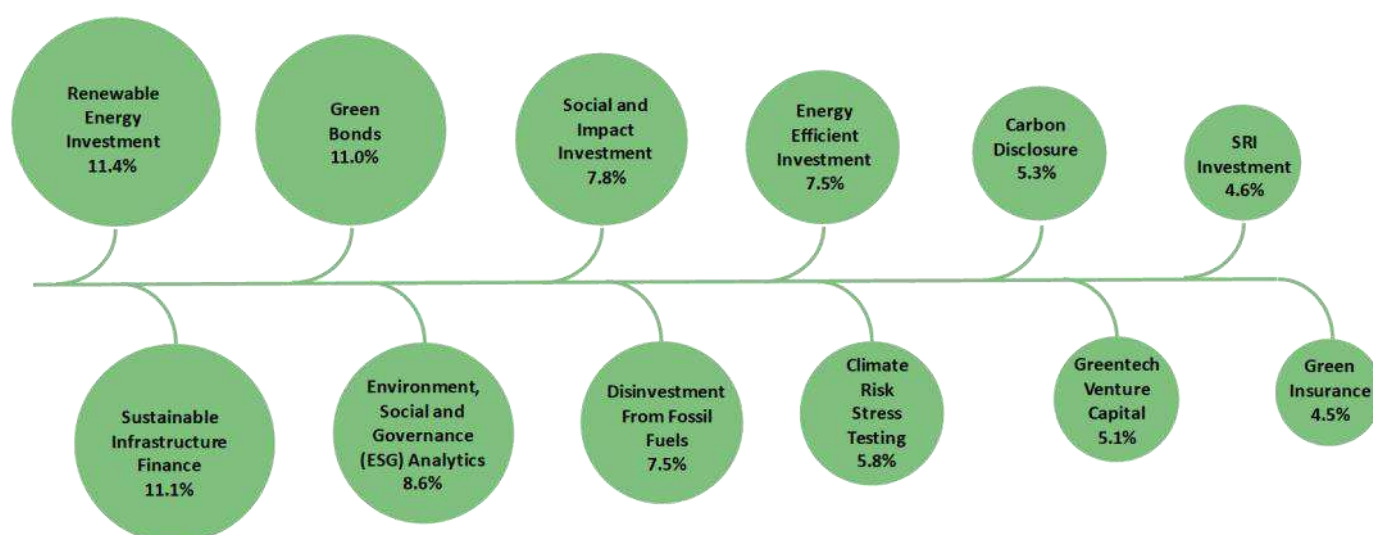 Renewable
Energy
Investment
11.4%
Green
Bonds
11.0%
Social and
Impact
Investment
7.8%
Energy
Efficient
Investment
7.5%
Carbon
Disclosure
5.3%
SRI
Investment
4.6%
Sustainable
Infrastructure
Finance
11.1%
Environment,
Social and
Governance
(ESG) Analytics
8.6%
Disinvestment
From Fossil
Fuels
7.5%
Climate
Risk
Stress
Testing
5.8%
Greentech
Venture
Capital
5.1%
Green
Insurance
4.5%